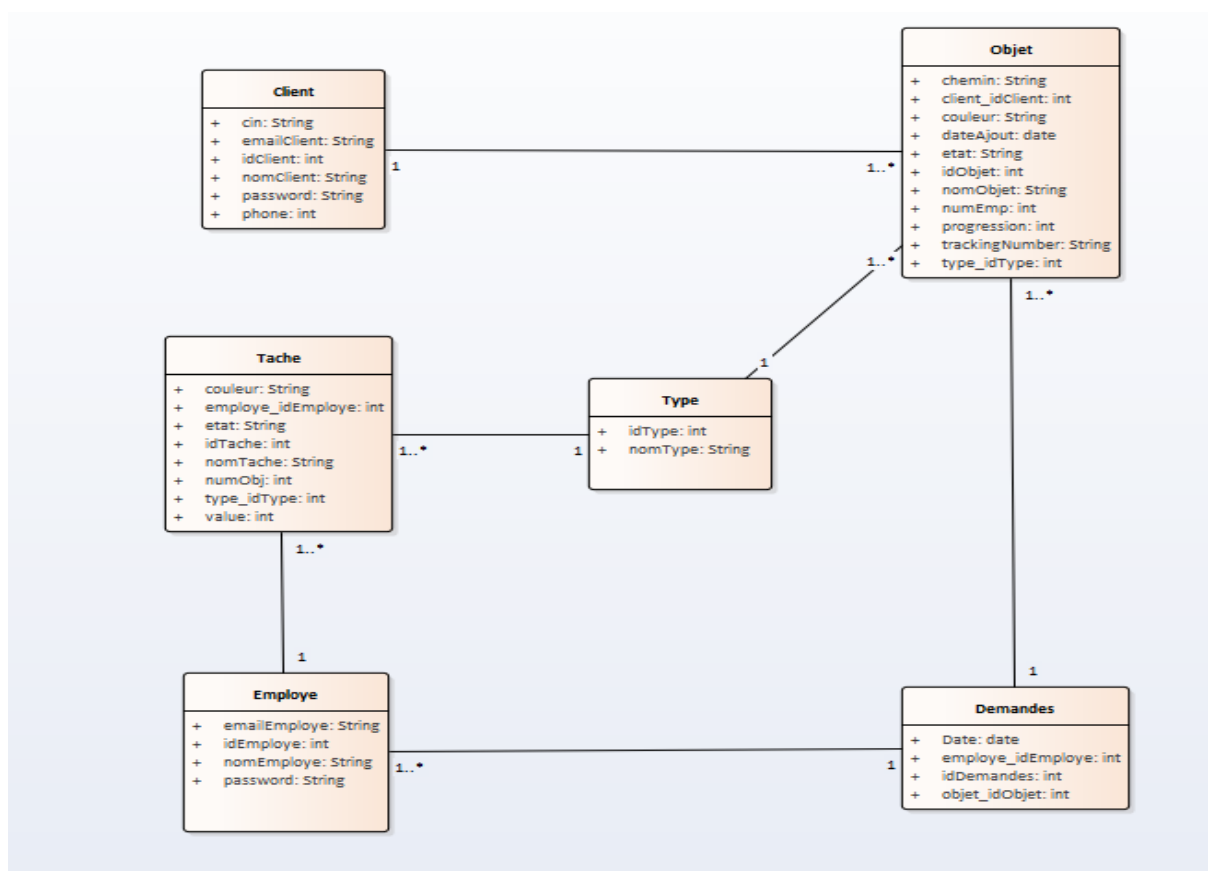 Objet
+ chemin: String
+ client_idClient: int
+ couleur: String
+ dateAjout: date
+ etat: String
+ idObjet: int
+ nomObjet: String
+ numEmp: int
+ progression: int
+ trackingNumber: String
+ type_idType: int
Client
+ cin: String
+ emailClient: String
+ idClient: int
+ nomClient: String
+ password: String
+ phone: int
1
1..*
1..*
1
1..*
Tache
+ couleur: String
+ employe_idEmploye: int
+ etat: String
+ idTache: int
+ nomTache: String
+ numObj: int
+ type_idType: int
+ value: int
Type
+ idType: int
+ nomType: String
1..*
1
1..*
1
1
Employe
+ emailEmploye: String
+ idEmploye: int
+ nomEmploye: String
+ password: String
1..*
1
Demandes
+ Date: date
+ employe_idEmploye: int
+ idDemandes: int
+ objet_idObjet: int